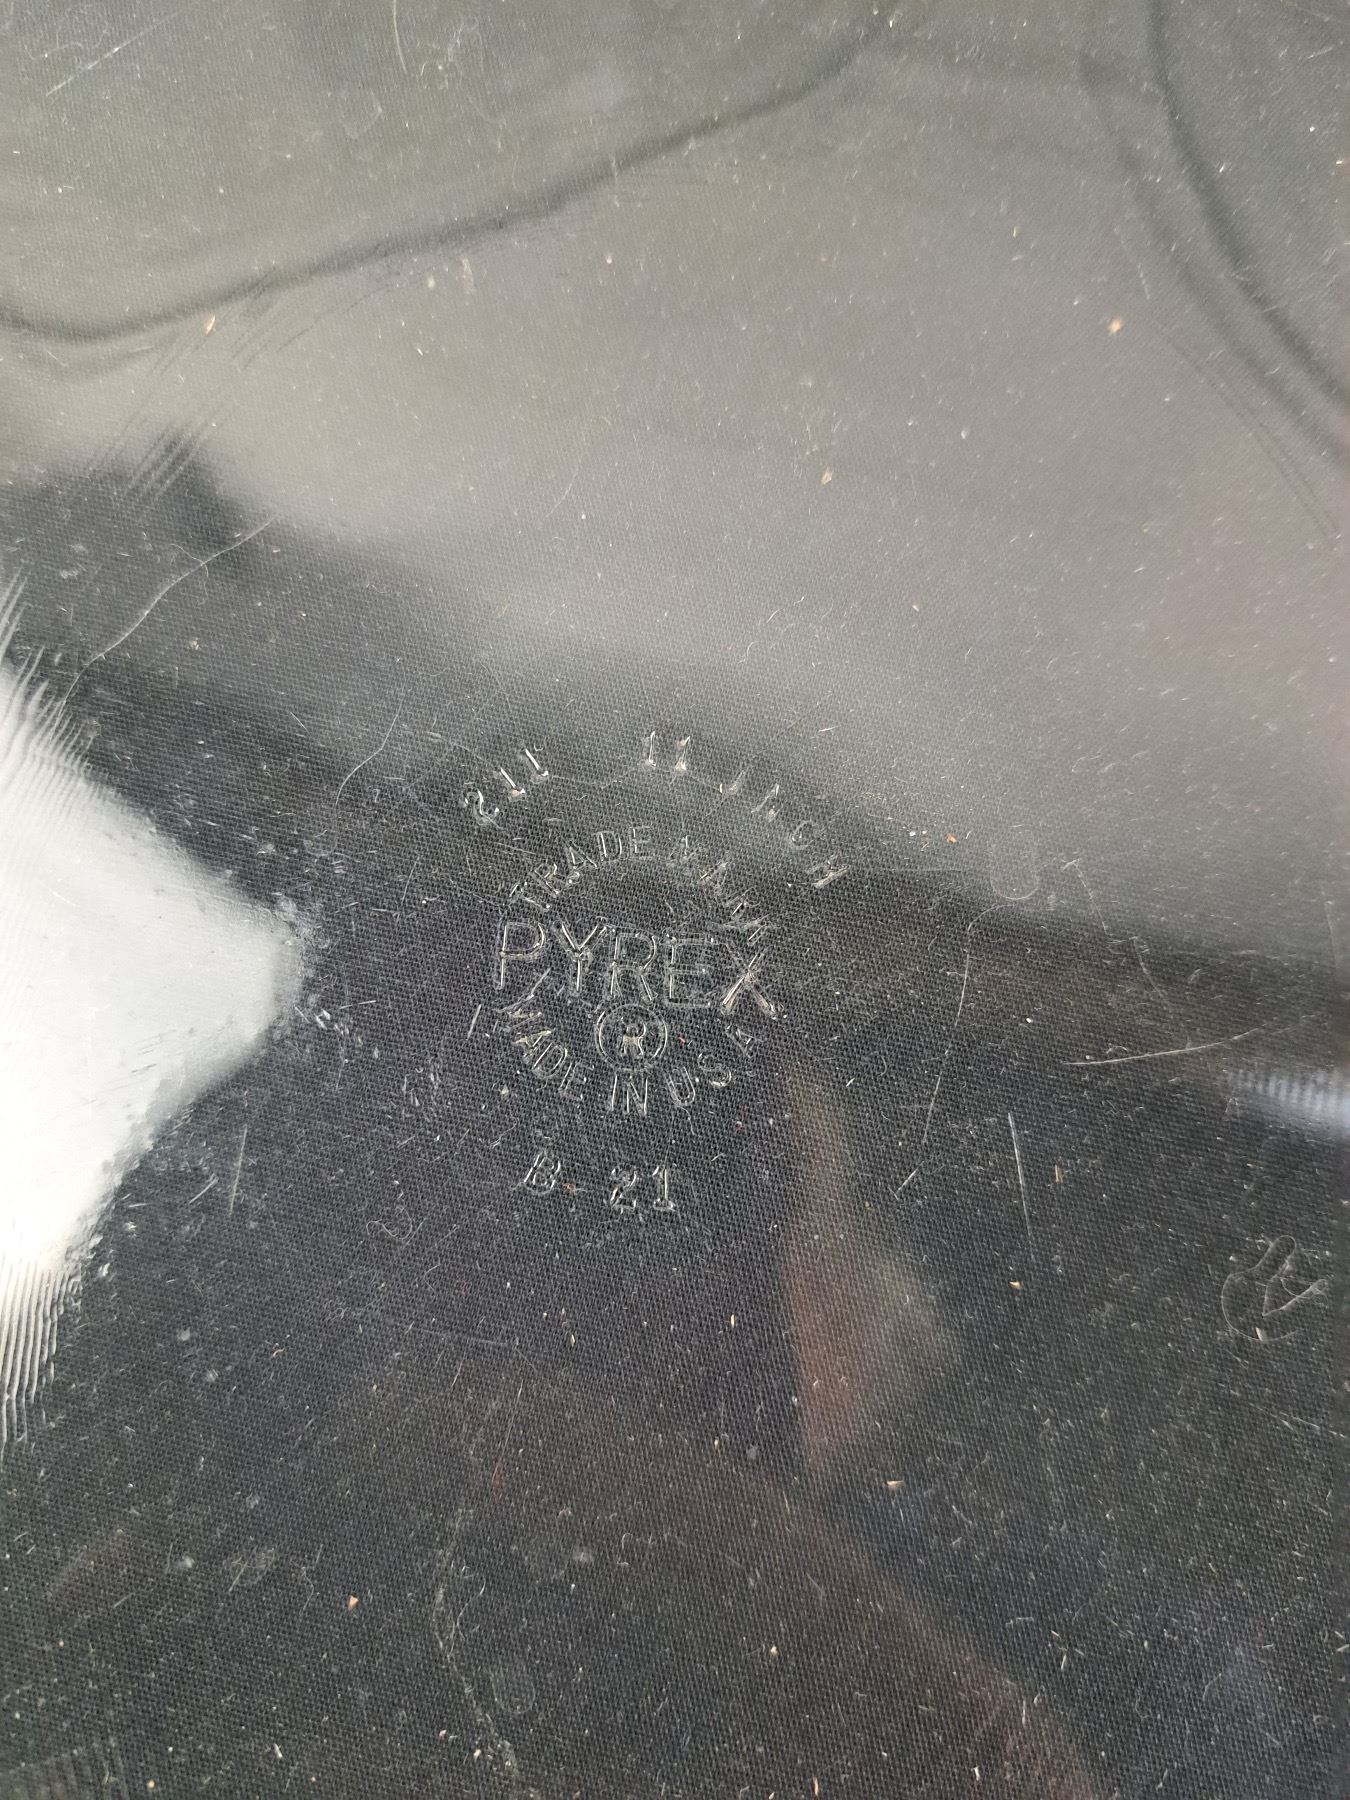 211 11 INCH
TRADE MARK
PYREX
®
MADE IN U S A
B 21